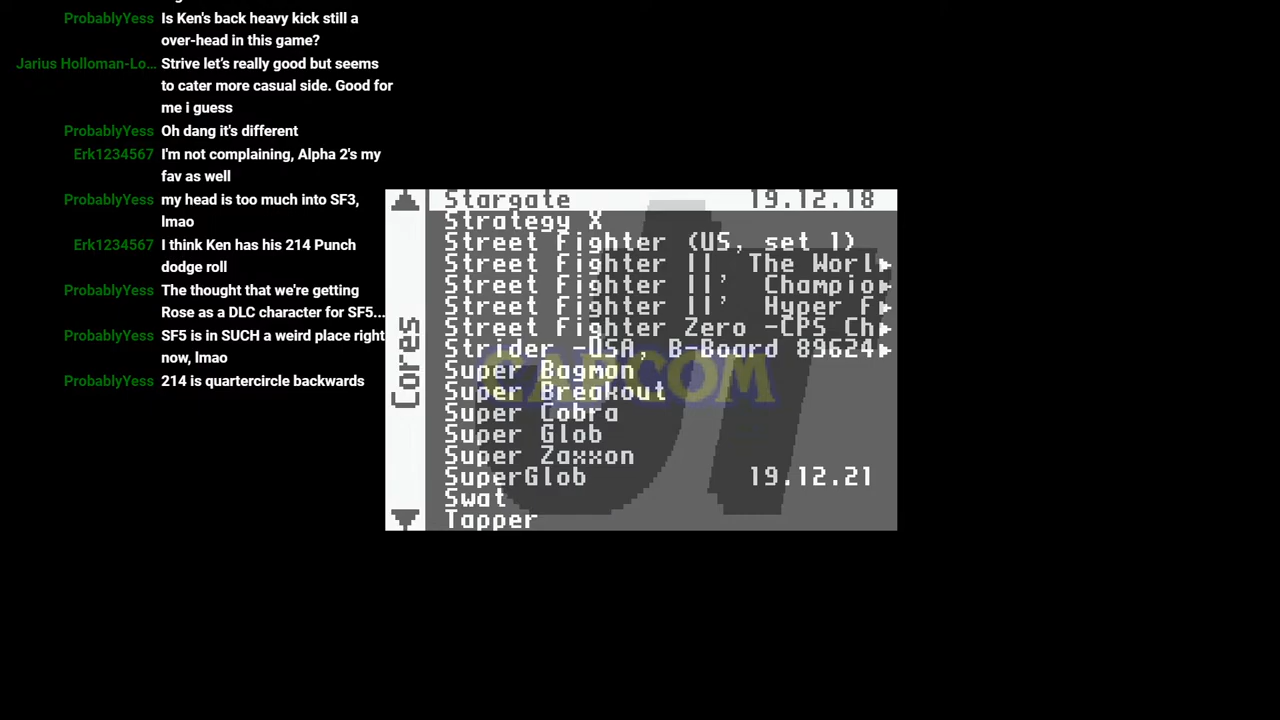 ProbablyYess Is Ken's back heavy kick still a
over-head in this game?
Jarius Holloman-Lo... Strive let's really good but seems
to cater more casual side. Good for
me i guess
ProbablyYess Oh dang it's different
Erk1234567 I'm not complaining, Alpha 2's my
fav as well
ProbablyYess my head is too much into SF3,
lmao
Erk1234567 I think Ken has his 214 Punch
dodge roll
ProbablyYess The thought that we're getting
Rose as a DLC character for SF5...
ProbablyYess SF5 is in SUCH a weird place right
now, lmao
ProbablyYess 214 is quartercircle backwards
Cores
Stargate 19.12.18
Strategy X
Street Fighter (US, set 1)
Street Fighter II The Worl
Street Fighter II' Champio
Street Fighter II' Hyper F
Street Fighter Zero -CPS Ch
Strider -USA, B-Board 89624
Super Bagman
Super Breakout
Super Cobra
Super Glob
Super Zaxxon
SuperGlob 19.12.21
Swat
Tapper
CAPCOM